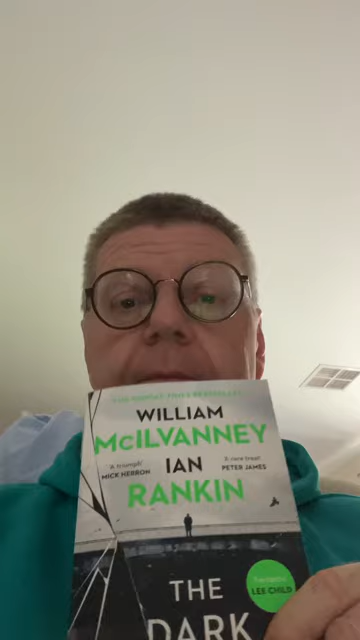 THE SUNDAY TIMES BESTSELLER
WILLIAM
McILVANNEY
'A triumph' 
MICK HERRON
IAN
'A rare treat'
PETER JAMES
RANKIN
THE
DARK
'Fantastic'
LEE CHILD